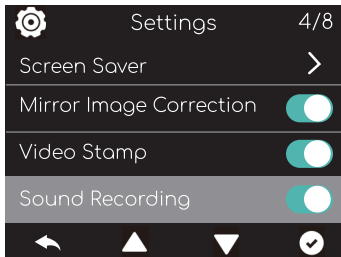 Settings 4/8
Screen Saver
Mirror Image Correction
Video Stamp
Sound Recording